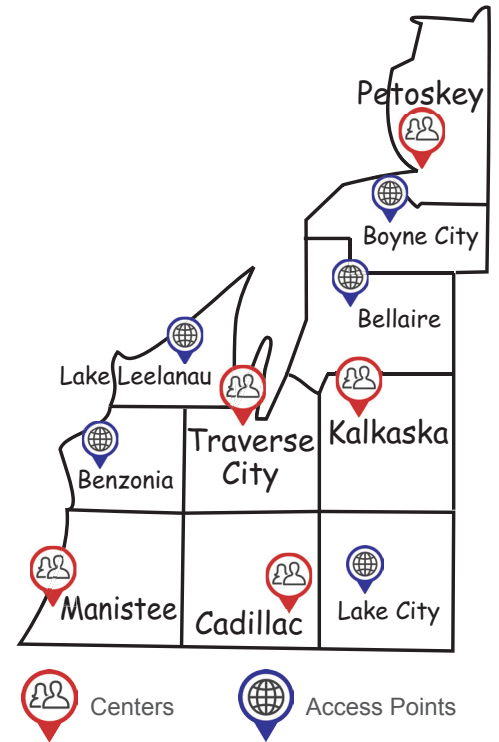 Petoskey
Boyne City
Bellaire
Lake Leelanau
Traverse
City
Kalkaska
Benzonia
Manistee
Cadillac
Lake City
Centers
Access Points